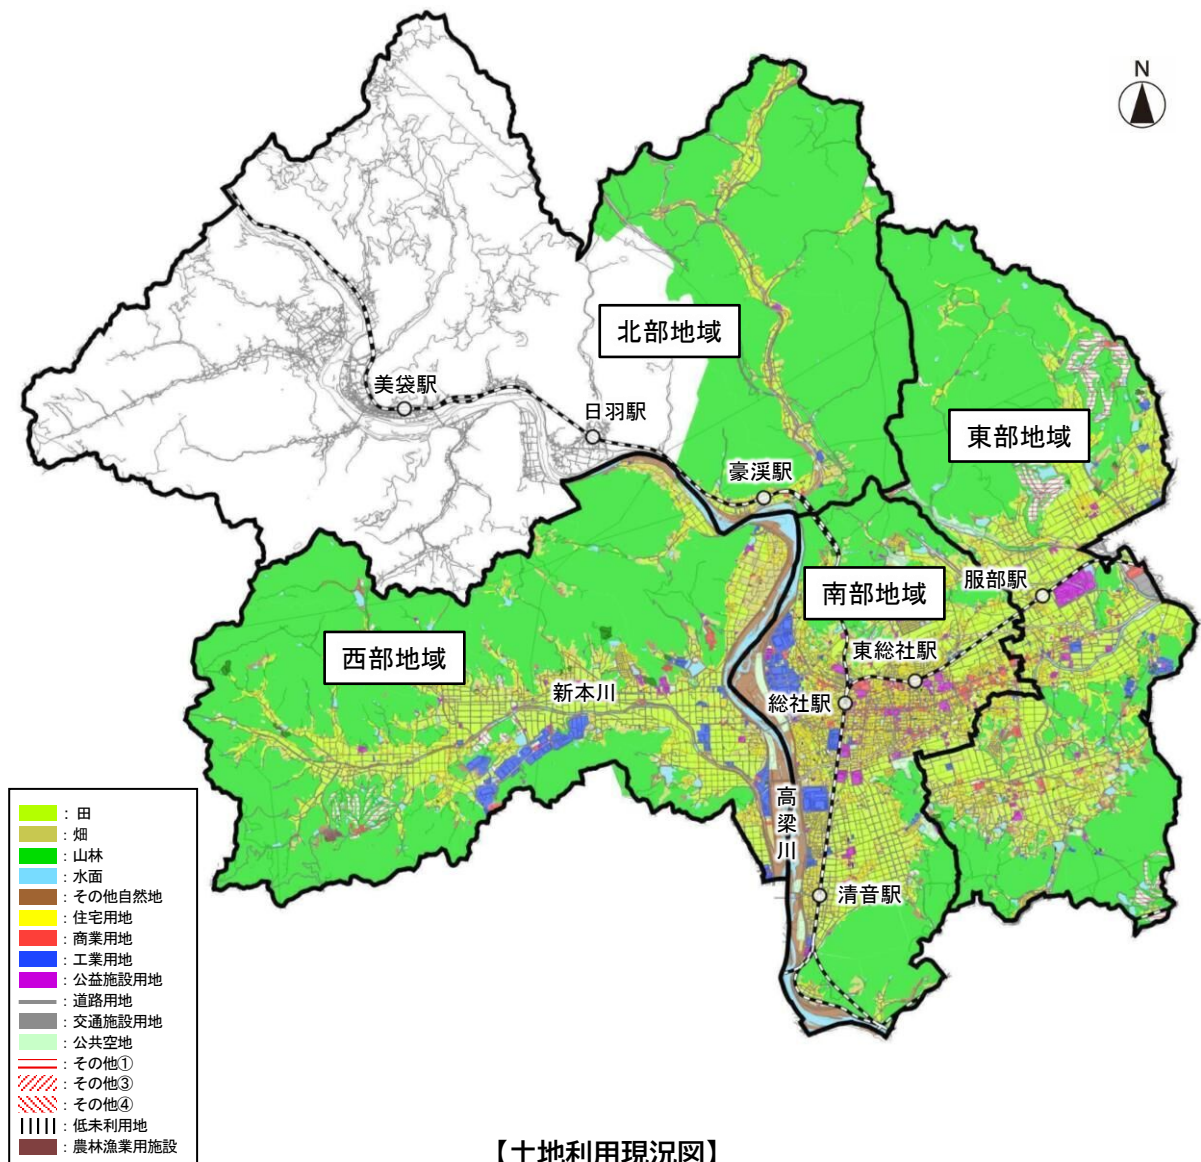 N
北部地域
美袋駅
日羽駅
東部地域
豪渓駅
服部駅
南部地域
東総社駅
西部地域
新本川
総社駅
高梁川
清音駅
：田
：畑
：山林
：水面
：その他自然地
：住宅用地
：商業用地
：工業用地
：公益施設用地
：道路用地
：交通施設用地
：公共空地
：その他①
：その他③
：その他④
：低未利用地
：農林漁業用施設
【土地利用現況図】